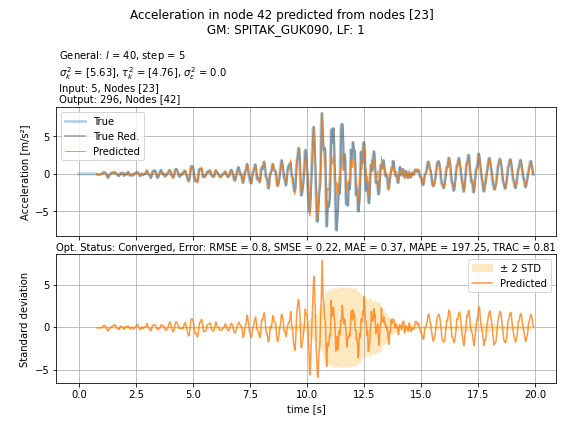 Acceleration in node 42 predicted from nodes [23]
GM: SPITAK_GUK090, LF: 1
General: l = 40, step = 5
σ²ₖ = [5.63], τ²ₖ = [4.76], σ²ε = 0.0
Input: 5, Nodes [23]
Output: 296, Nodes [42]
True
True Red.
Predicted
Acceleration [m/s²]
5
0
−5
Opt. Status: Converged, Error: RMSE = 0.8, SMSE = 0.22, MAE = 0.37, MAPE = 197.25, TRAC = 0.81
± 2 STD
Predicted
Standard deviation
5
0
−5
0.0 2.5 5.0 7.5 10.0 12.5 15.0 17.5 20.0
time [s]